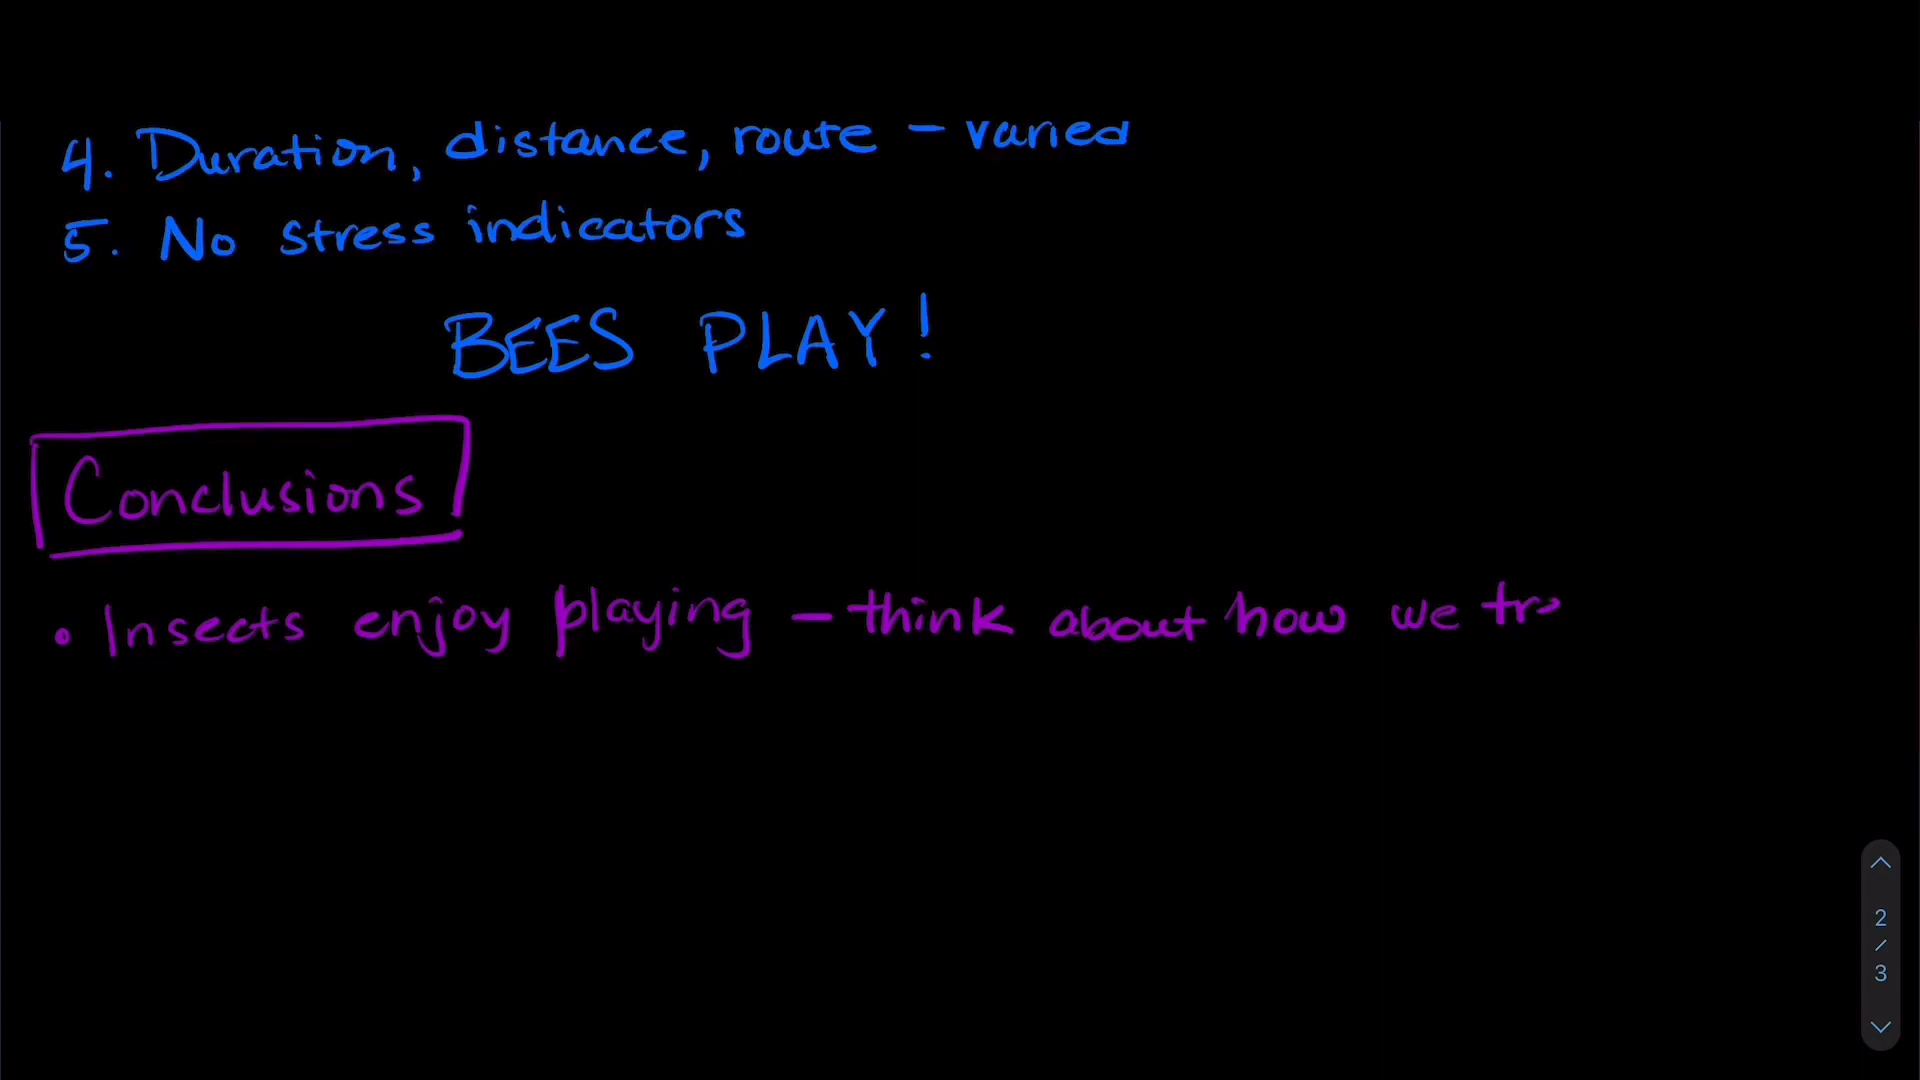 4. Duration, distance, route - varied
5. No stress indicators
BEES PLAY!
Conclusions
• Insects enjoy playing - think about how we tr
2
/
3